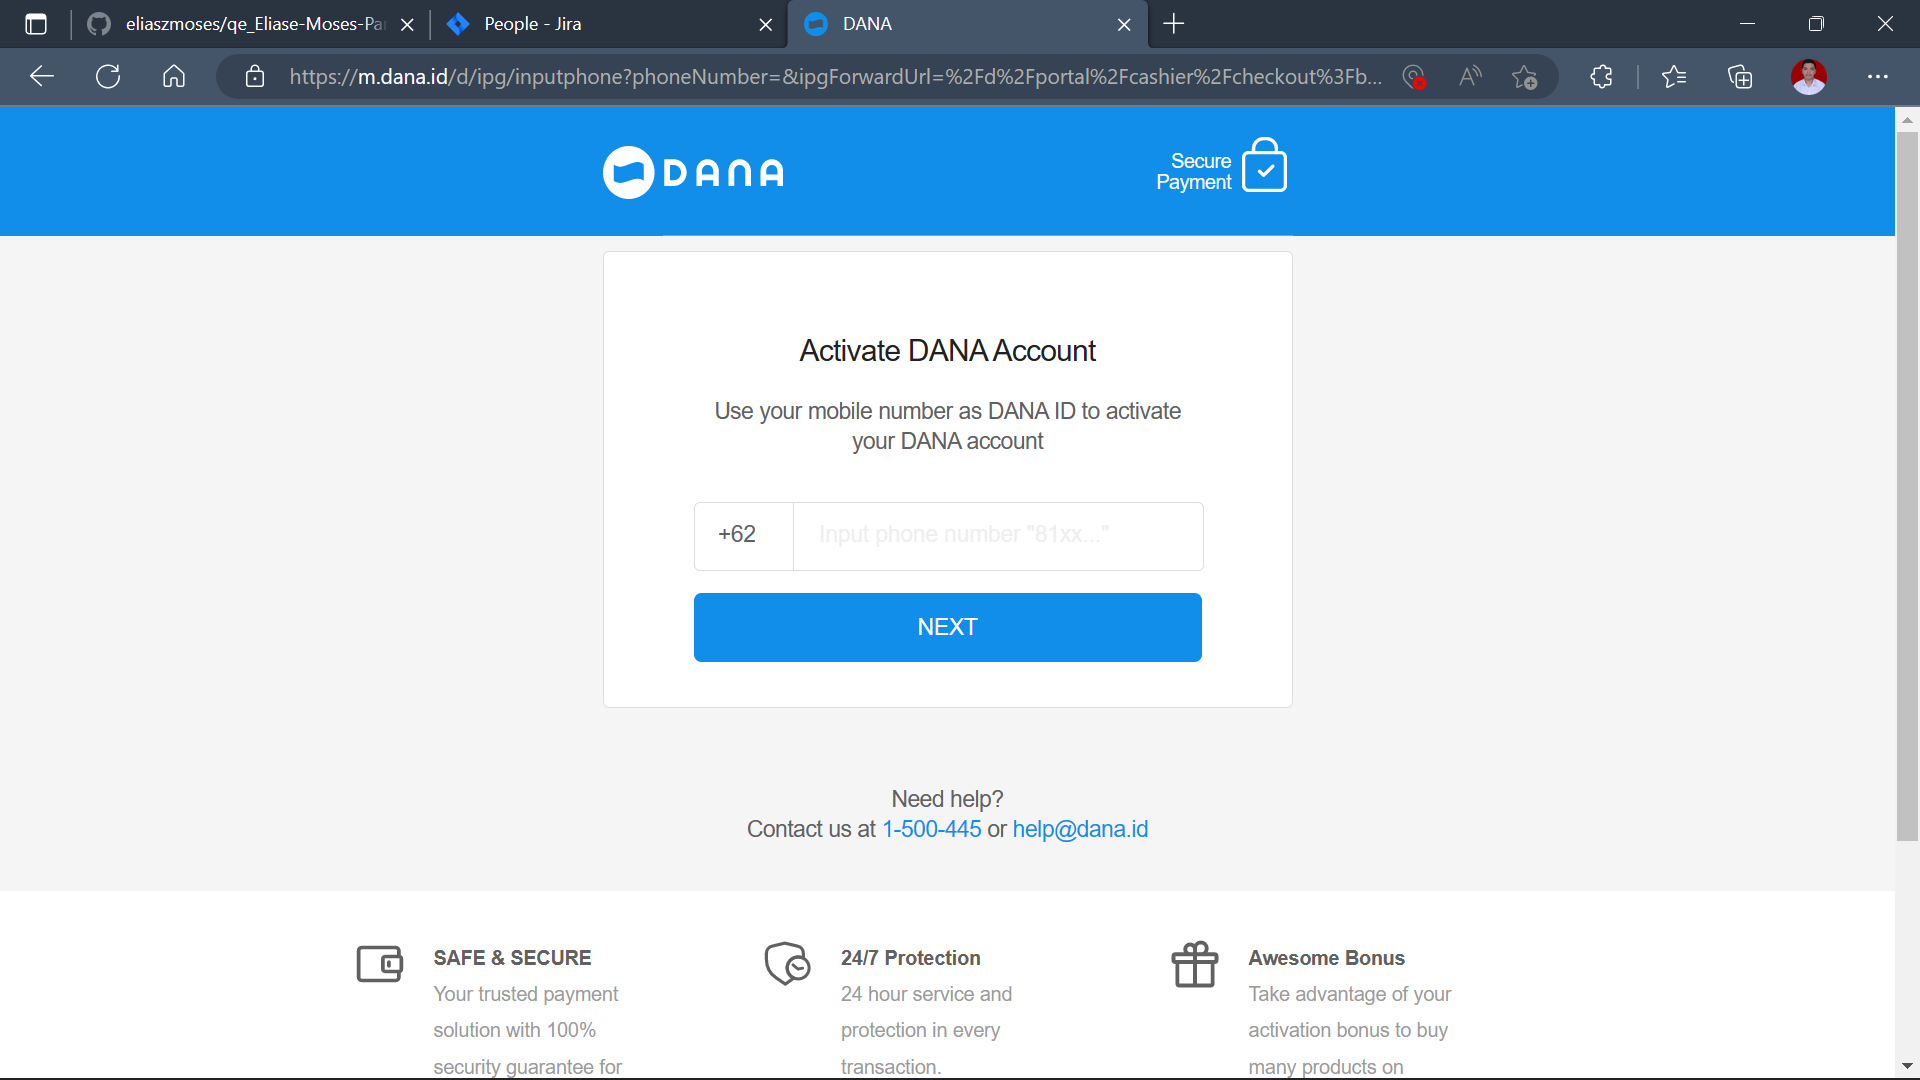 eliaszmoses/qe_Eliase-Moses-Pa
People - Jira
DANA
https://m.dana.id/d/ipg/inputphone?phoneNumber=&ipgForwardUrl=%2Fd%2Fportal%2Fcashier%2Fcheckout%3Fb...
DANA
Secure
Payment
Activate DANA Account
Use your mobile number as DANA ID to activate
your DANA account
+62
Input phone number "81xx..."
NEXT
Need help?
Contact us at 1-500-445 or help@dana.id
SAFE & SECURE
Your trusted payment
solution with 100%
security guarantee for
24/7 Protection
24 hour service and
protection in every
transaction.
Awesome Bonus
Take advantage of your
activation bonus to buy
many products on